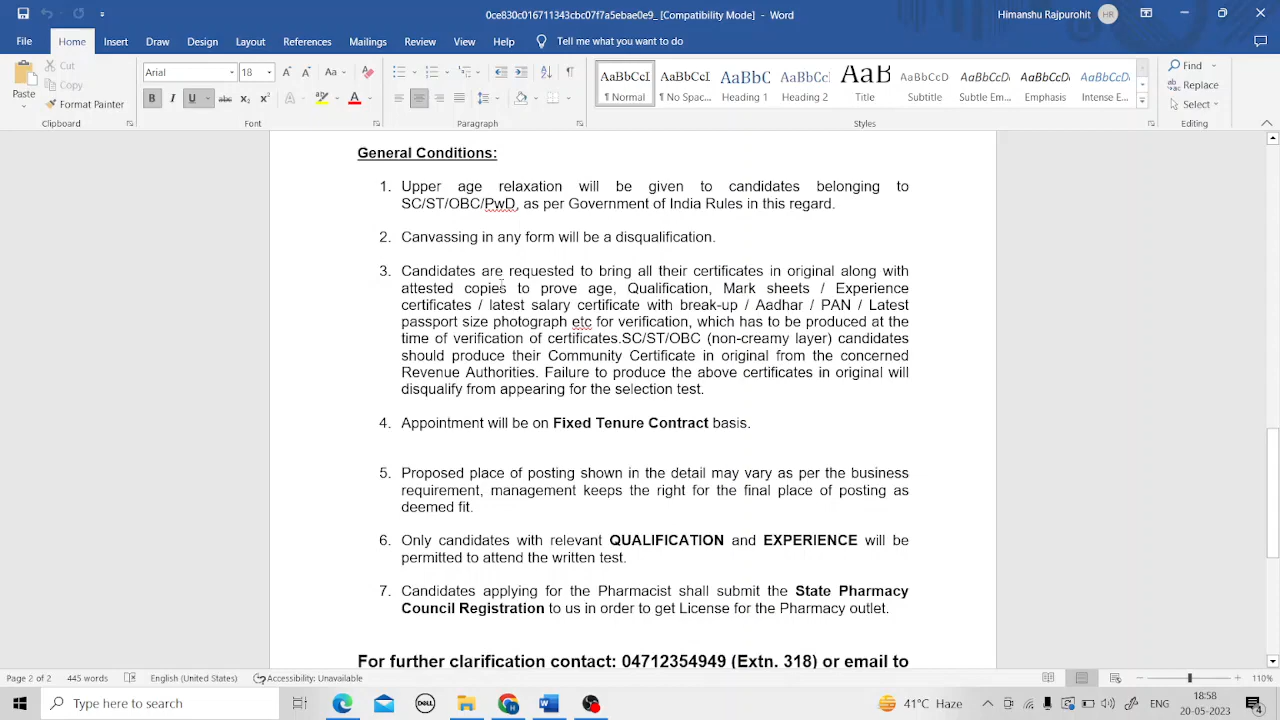 0ce830c016711343cbc07f7a5ebae0e9_ [Compatibility Mode] - Word
Himanshu Rajpurohit HR
File Home Insert Draw Design Layout References Mailings Review View Help Tell me what you want to do
Paste
Cut
Copy
Format Painter
Clipboard
Arial 18
Font
Paragraph
AaBbCcI AaBbCcI AaBbC AaBbCc AaB AaBbCcD AaBbCcD AaBbCcD AaBbCcD
¶ Normal ¶ No Spac... Heading 1 Heading 2 Title Subtitle Subtle Em... Emphasis Intense E...
Styles
Find
Replace
Select
Editing
General Conditions:
1. Upper age relaxation will be given to candidates belonging to
SC/ST/OBC/PwD, as per Government of India Rules in this regard.
2. Canvassing in any form will be a disqualification.
3. Candidates are requested to bring all their certificates in original along with
attested copies to prove age, Qualification, Mark sheets / Experience
certificates / latest salary certificate with break-up / Aadhar / PAN / Latest
passport size photograph etc for verification, which has to be produced at the
time of verification of certificates.SC/ST/OBC (non-creamy layer) candidates
should produce their Community Certificate in original from the concerned
Revenue Authorities. Failure to produce the above certificates in original will
disqualify from appearing for the selection test.
4. Appointment will be on Fixed Tenure Contract basis.
5. Proposed place of posting shown in the detail may vary as per the business
requirement, management keeps the right for the final place of posting as
deemed fit.
6. Only candidates with relevant QUALIFICATION and EXPERIENCE will be
permitted to attend the written test.
7. Candidates applying for the Pharmacist shall submit the State Pharmacy
Council Registration to us in order to get License for the Pharmacy outlet.
For further clarification contact: 04712354949 (Extn. 318) or email to
Page 2 of 2 445 words English (United States) Accessibility: Unavailable 110%
Type here to search
DELL
41°C Haze ENG 18:58
20-05-2023
4